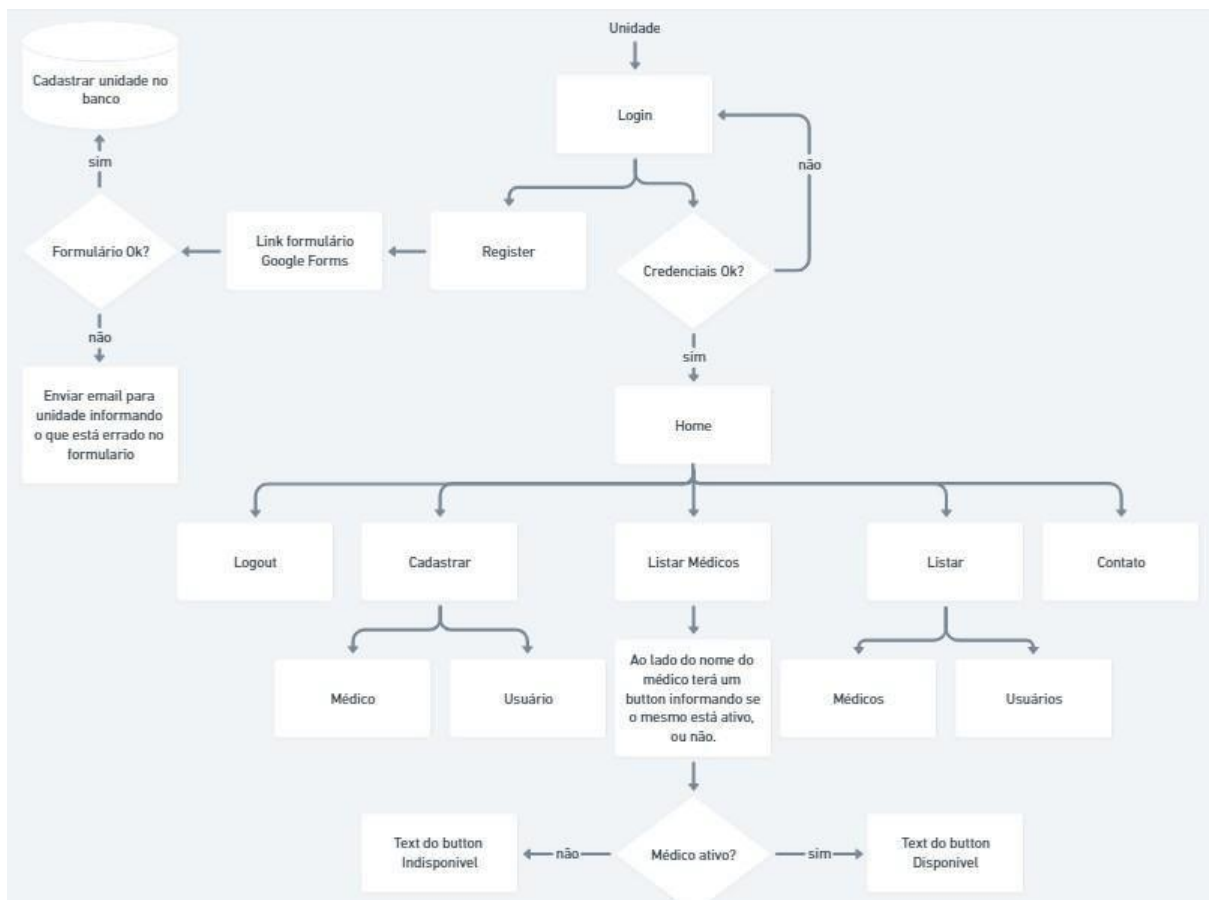 Unidade
Cadastrar unidade no
banco
Login
sim
não
Formulário Ok?
Link formulário
Google Forms
Register
Credenciais Ok?
não
sim
Enviar email para
unidade informando
o que está errado no
formulario
Home
Logout
Cadastrar
Listar Médicos
Listar
Contato
Médico
Usuário
Ao lado do nome do
médico terá um
button informando se
o mesmo está ativo,
ou não.
Médicos
Usuários
Text do button
Indisponivel
não
Médico ativo?
sim
Text do button
Disponivel